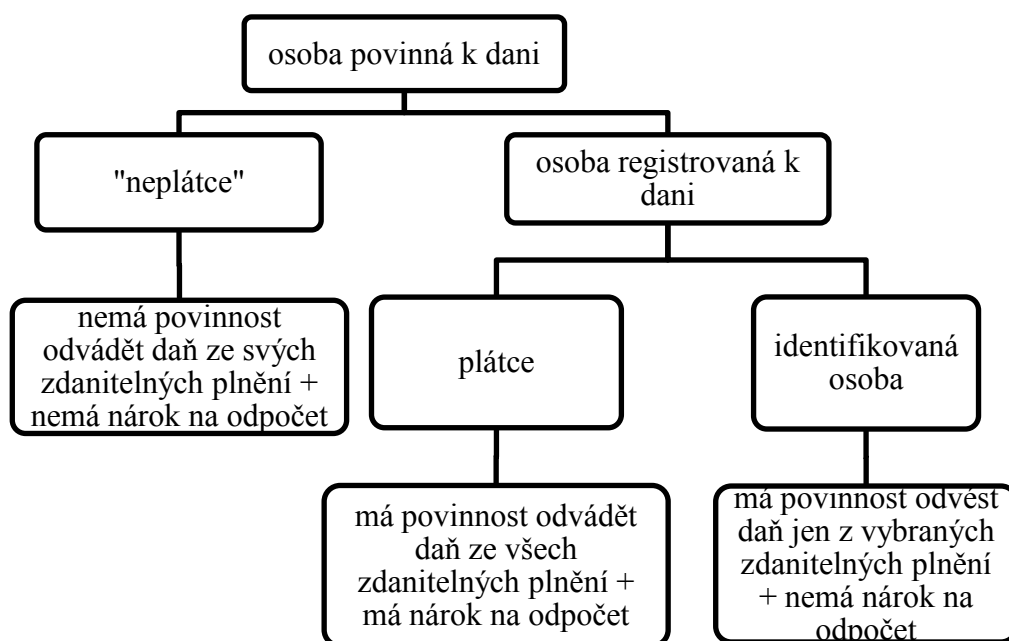 osoba povinná k dani
"neplátce"
osoba registrovaná k
dani
nemá povinnost
odvádět daň ze svých
zdanitelných plnění +
nemá nárok na odpočet
plátce
identifikovaná
osoba
má povinnost odvádět
daň ze všech
zdanitelných plnění +
má nárok na odpočet
má povinnost odvést
daň jen z vybraných
zdanitelných plnění
+ nemá nárok na
odpočet